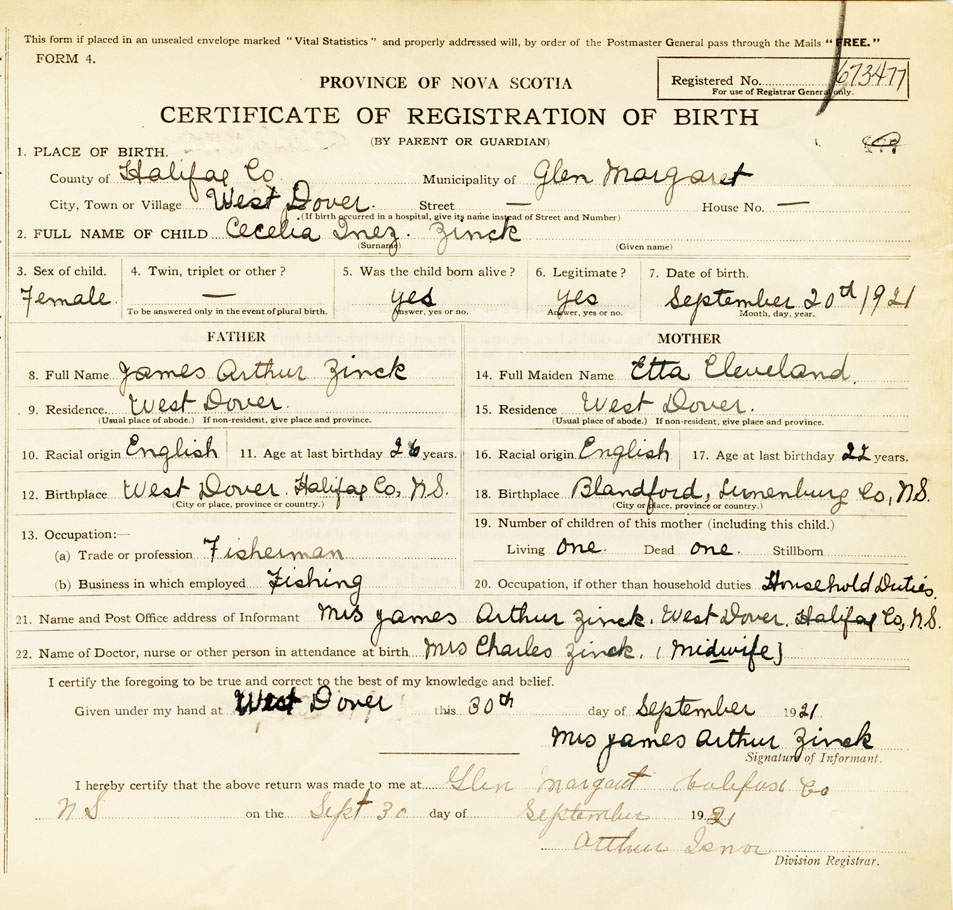 This form if placed in an unsealed envelope marked "Vital Statistics" and properly addressed will, by order of the Postmaster General pass through the Mails "FREE."
FORM 4.
PROVINCE OF NOVA SCOTIA
Registered No. 673477
For use of Registrar General only.
CERTIFICATE OF REGISTRATION OF BIRTH
(BY PARENT OR GUARDIAN)
1. PLACE OF BIRTH.
County of Halifax Co. Municipality of Glen Margaret
City, Town or Village West Dover. Street — House No. —
(If birth occurred in a hospital, give its name instead of Street and Number)
2. FULL NAME OF CHILD Cecelia Inez. Zinck
(Surname) (Given name)
3. Sex of child. 4. Twin, triplet or other? 5. Was the child born alive? 6. Legitimate? 7. Date of birth.
Female. — yes yes September 20th 1921
To be answered only in the event of plural birth. Answer, yes or no. Answer, yes or no. Month, day, year.
FATHER MOTHER
8. Full Name James Arthur Zinck 14. Full Maiden Name Etta Cleveland.
9. Residence West Dover. 15. Residence West Dover.
(Usual place of abode.) If non-resident, give place and province. (Usual place of abode.) If non-resident, give place and province.
10. Racial origin English 11. Age at last birthday 26 years. 16. Racial origin English 17. Age at last birthday 22 years.
12. Birthplace West Dover. Halifax Co, N.S. 18. Birthplace Blandford, Lunenburg Co, N.S.
(City or place, province or country.) (City or place, province or country.)
13. Occupation:— 19. Number of children of this mother (including this child.)
(a) Trade or profession Fisherman Living one. Dead one. Stillborn
(b) Business in which employed Fishing 20. Occupation, if other than household duties Household Duties.
21. Name and Post Office address of Informant Mrs James Arthur Zinck. West Dover. Halifax Co, N.S.
22. Name of Doctor, nurse or other person in attendance at birth Mrs Charles Zinck. (Midwife)
I certify the foregoing to be true and correct to the best of my knowledge and belief.
Given under my hand at West Dover this 30th day of September 1921
Mrs James Arthur Zinck
Signature of Informant.
I hereby certify that the above return was made to me at Glen Margaret Halifax Co
N S on the Sept 30 day of September 1921
Arthur Isnor
Division Registrar.